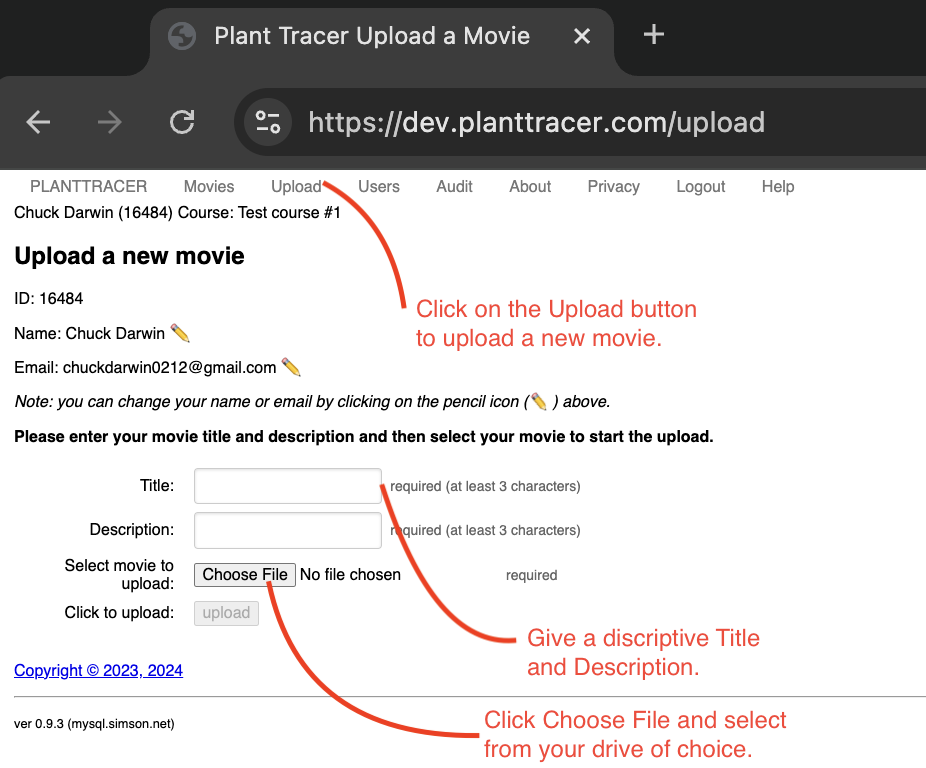 Plant Tracer Upload a Movie
https://dev.planttracer.com/upload
PLANTTRACER Movies Upload Users Audit About Privacy Logout Help
Chuck Darwin (16484) Course: Test course #1
Upload a new movie
ID: 16484
Click on the Upload button
to upload a new movie.
Name: Chuck Darwin ✏️
Email: chuckdarwin0212@gmail.com ✏️
Note: you can change your name or email by clicking on the pencil icon (✏️ ) above.
Please enter your movie title and description and then select your movie to start the upload.
Title: required (at least 3 characters)
Description: required (at least 3 characters)
Select movie to
upload: Choose File No file chosen required
Click to upload: upload
Give a discriptive Title
and Description.
Copyright © 2023, 2024
ver 0.9.3 (mysql.simson.net)
Click Choose File and select
from your drive of choice.